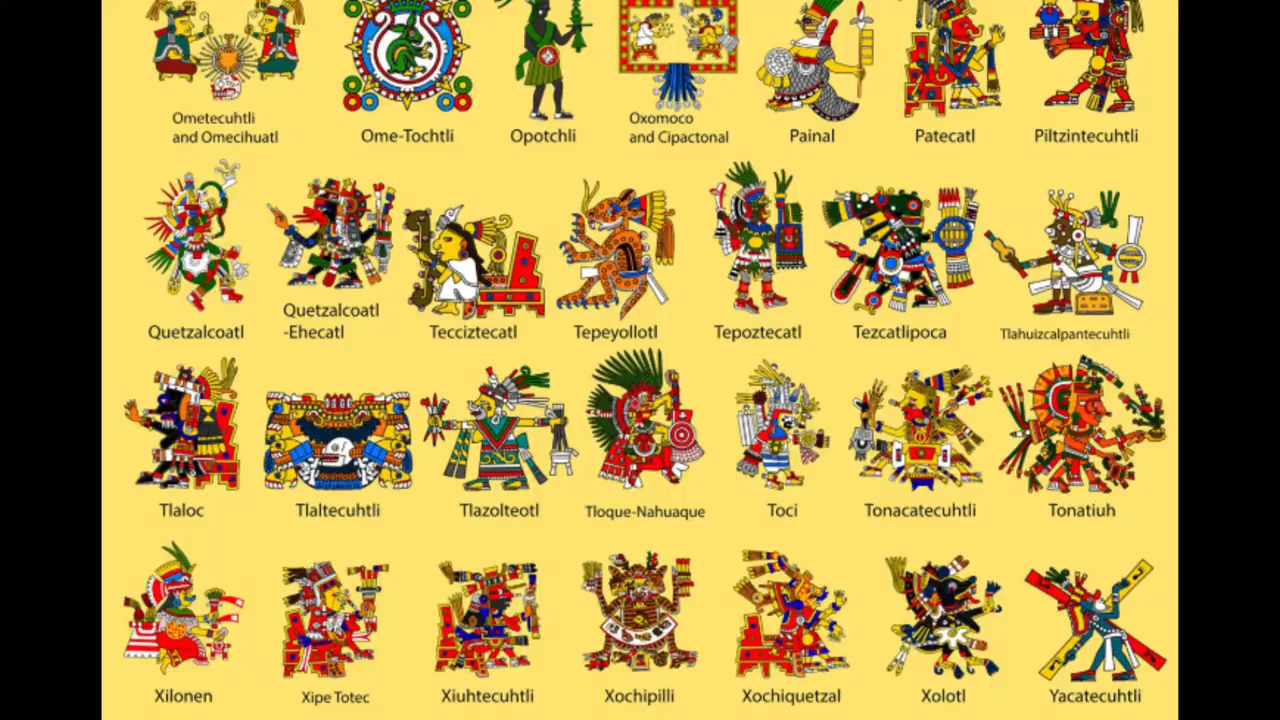 Ometecuhtli
and Omecihuatl
Ome-Tochtli
Opotchli
Oxomoco
and Cipactonal
Painal
Patecatl
Piltzintecuhtli
Quetzalcoatl
Quetzalcoatl
-Ehecatl
Tecciztecatl
Tepeyollotl
Tepoztecatl
Tezcatlipoca
Tlahuizcalpantecuhtli
Tlaloc
Tlaltecuhtli
Tlazolteotl
Tloque-Nahuaque
Toci
Tonacatecuhtli
Tonatiuh
Xilonen
Xipe Totec
Xiuhtecuhtli
Xochipilli
Xochiquetzal
Xolotl
Yacatecuhtli